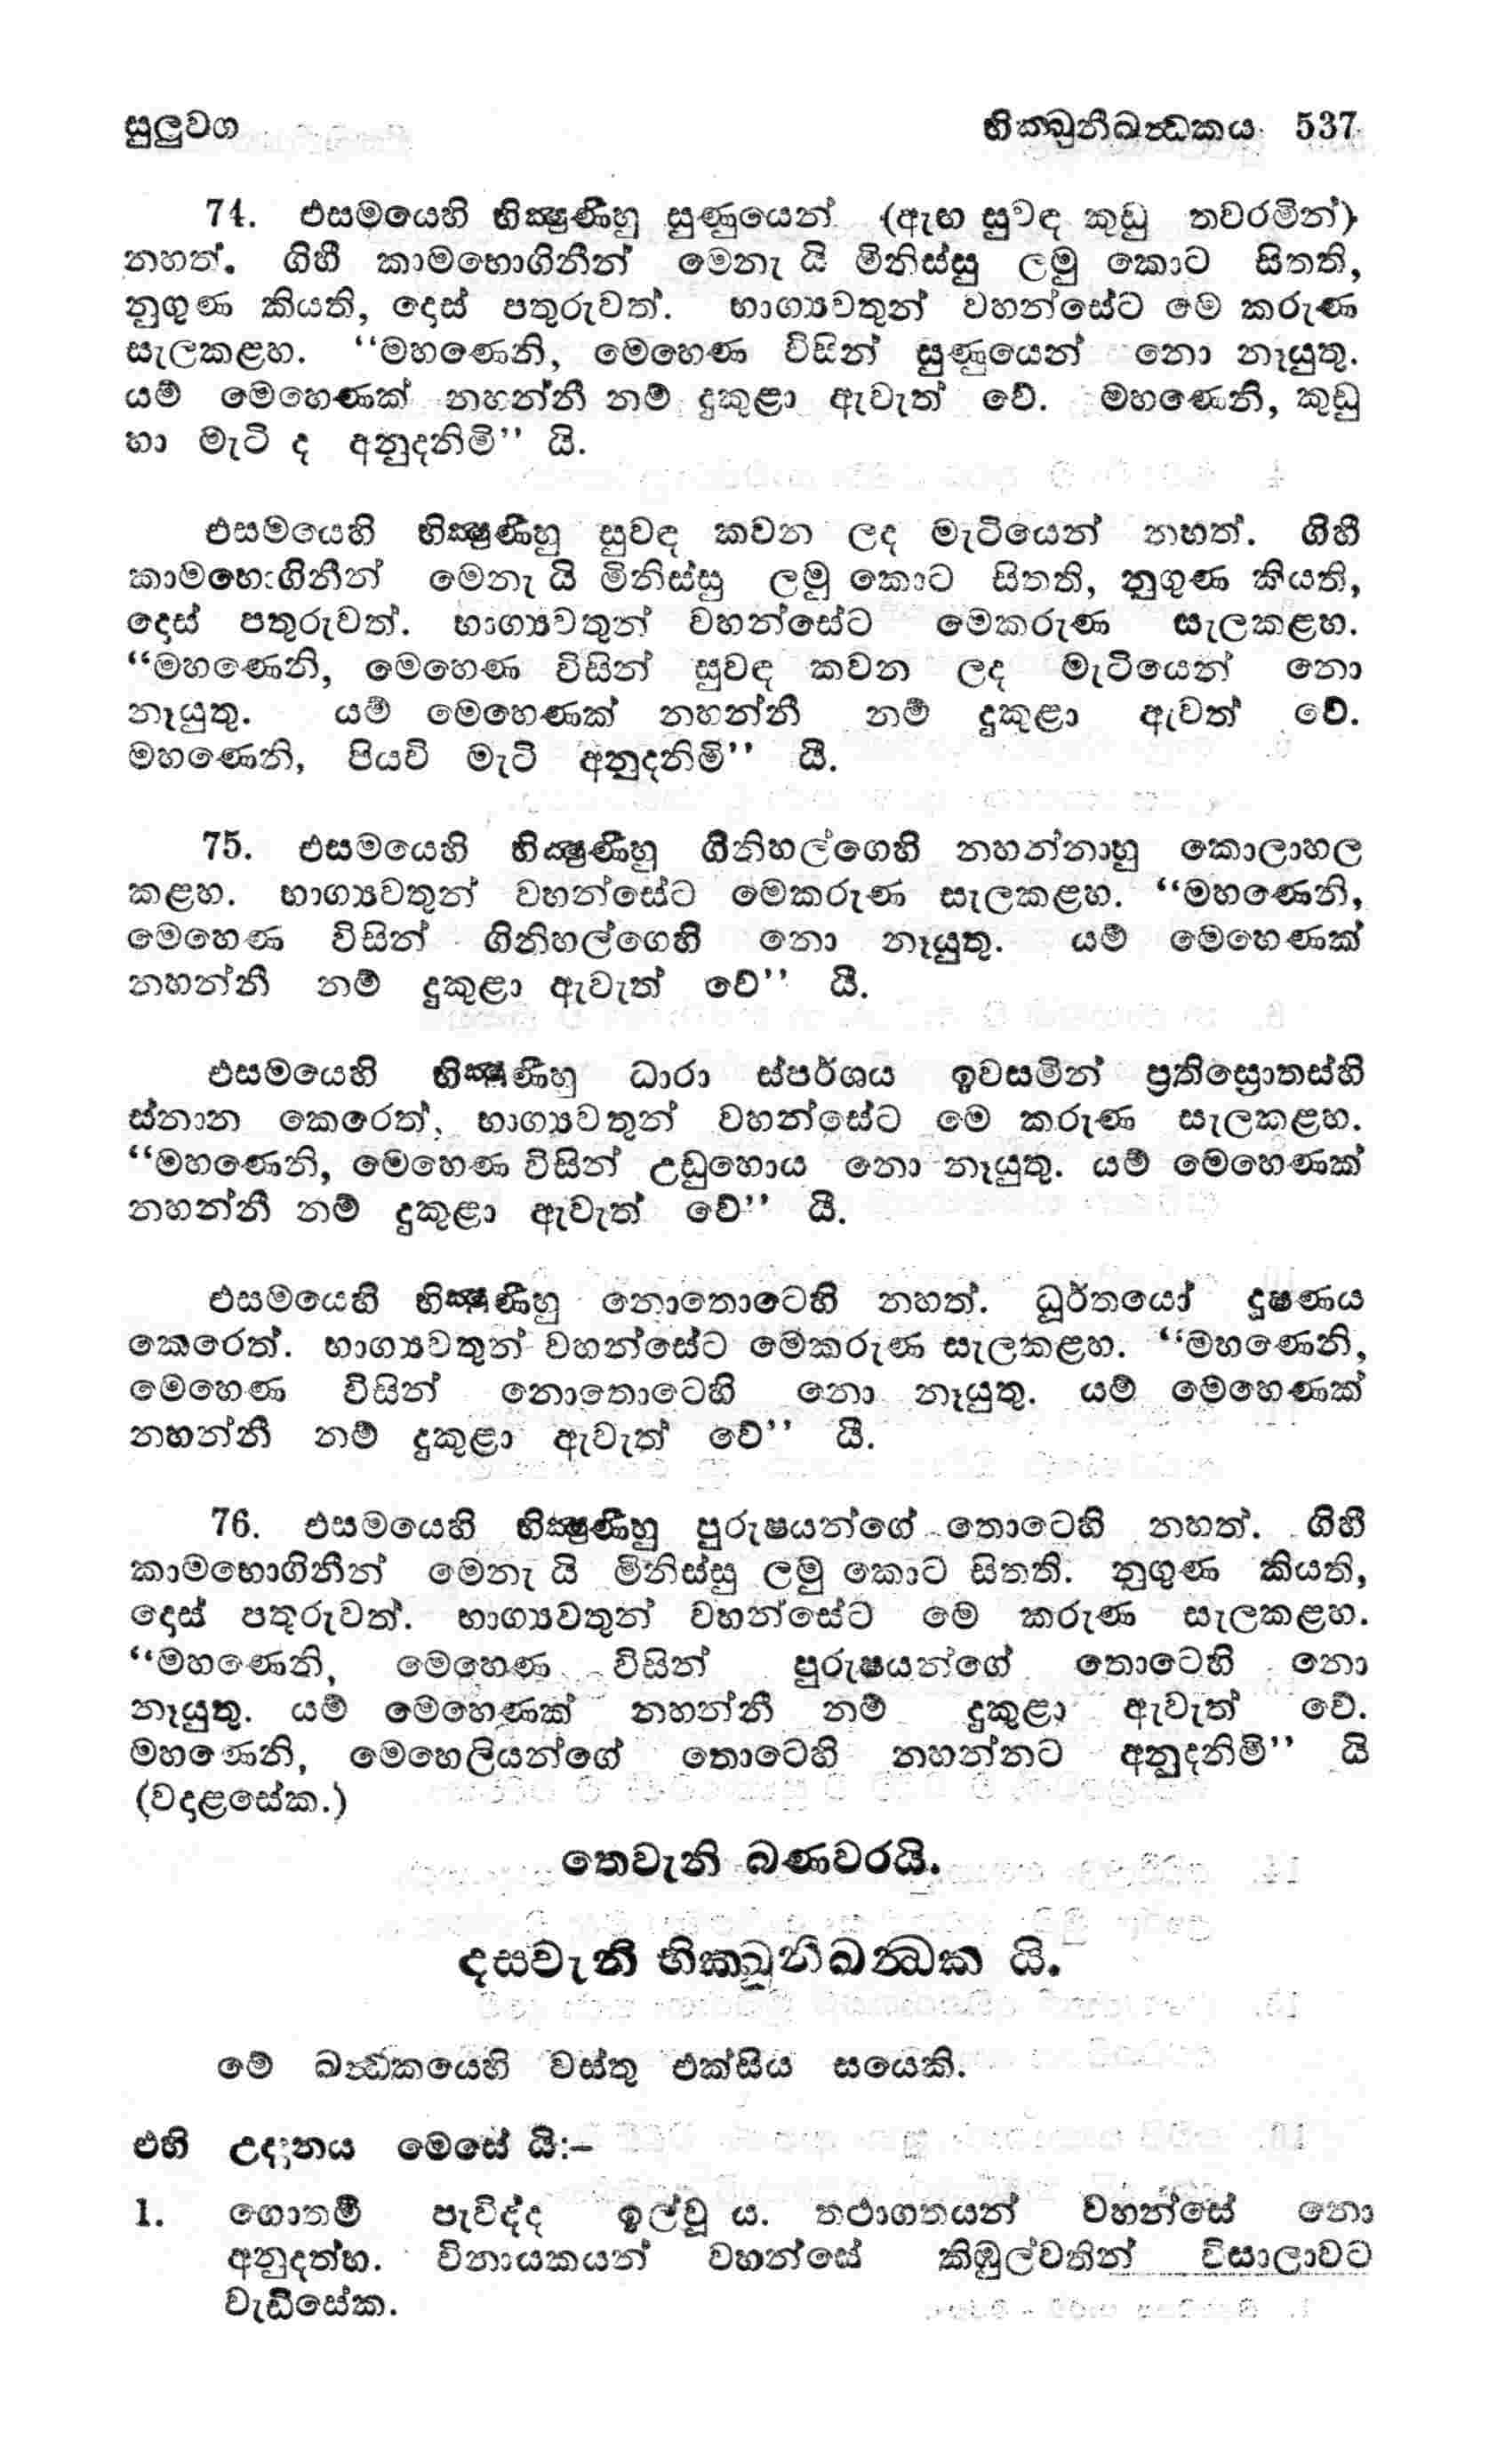 සුලුවග භික්ඛුනීඛන්ධකය 537
74. එසමයෙහි භික්ෂුණීහු සුණුයෙන් (ඇඟ සුවඳ කුඩු තවරමින්)
නහත්. ගිහී කාමභොගිනීන් මෙනැ යි මිනිස්සු ලමු කොට සිතති,
නුගුණ කියති, දොස් පතුරුවත්. භාග්‍යවතුන් වහන්සේට මෙ කරුණ
සැලකළහ. “මහණෙනි, මෙහෙණ විසින් සුණුයෙන් නො නෑයුතු.
යම් මෙහෙණක් නහන්නී නම් දුකුළා ඇවැත් වේ. මහණෙනි, කුඩු
හා මැටි ද අනුදනිමි” යි.
එසමයෙහි භික්ෂුණීහු සුවඳ කවන ලද මැටියෙන් නහත්. ගිහී
කාමභොගිනීන් මෙනැ යි මිනිස්සු ලමු කොට සිතති, නුගුණ කියති,
දොස් පතුරුවත්. භාග්‍යවතුන් වහන්සේට මෙකරුණ සැලකළහ.
“මහණෙනි, මෙහෙණ විසින් සුවඳ කවන ලද මැටියෙන් නො
නෑයුතු. යම් මෙහෙණක් නහන්නී නම් දුකුළා ඇවත් වේ.
මහණෙනි, පියවි මැටි අනුදනිමි” යී.
75. එසමයෙහි භික්ෂුණීහු ගිනිහල්ගෙහි නහන්නාහු කොලාහල
කළහ. භාග්‍යවතුන් වහන්සේට මෙකරුණ සැලකළහ. “මහණෙනි,
මෙහෙණ විසින් ගිනිහල්ගෙහි නො නෑයුතු. යම් මෙහෙණක්
නහන්නී නම් දුකුළා ඇවැත් වේ” යී.
එසමයෙහි භික්ෂුණීහු ධාරා ස්පර්ශය ඉවසමින් ප්‍රතිස්‍රොතස්හි
ස්නාන කෙරෙත්, භාග්‍යවතුන් වහන්සේට මෙ කරුණ සැලකළහ.
“මහණෙනි, මෙහෙණ විසින් උඩුහොය නො නෑයුතු. යම් මෙහෙණක්
නහන්නී නම් දුකුළා ඇවැත් වේ” යී.
එසමයෙහි භික්ෂුණීහු නොතොටෙහි නහත්. ධූර්තයෝ දූෂණය
කෙරෙත්. භාග්‍යවතුන් වහන්සේට මෙකරුණ සැලකළහ. “මහණෙනි,
මෙහෙණ විසින් නොතොටෙහි නො නෑයුතු. යම් මෙහෙණක්
නහන්නී නම් දුකුළා ඇවැත් වේ” යී.
76. එසමයෙහි භික්ෂුණීහු පුරුෂයන්ගේ තොටෙහි නහත්. ගිහී
කාමභොගිනීන් මෙනැ යි මිනිස්සු ලමු කොට සිතති. නුගුණ කියති,
දොස් පතුරුවත්. භාග්‍යවතුන් වහන්සේට මෙ කරුණ සැලකළහ.
“මහණෙනි, මෙහෙණ විසින් පුරුෂයන්ගේ තොටෙහි නො
නෑයුතු. යම් මෙහෙණක් නහන්නී නම් දුකුළා ඇවැත් වේ.
මහණෙනි, මෙහෙලියන්ගේ තොටෙහි නහන්නට අනුදනිමි” යි
(වදාළසේක.)
තෙවැනි බණවරයි.
දසවැනි භික්ඛුනීඛන්ධක යි.
මේ ඛන්ධකයෙහි වස්තු එක්සිය සයෙකි.
එහි උදානය මෙසේ යි:–
1. ගොතමී පැවිද්ද ඉල්වූ ය. තථාගතයන් වහන්සේ නො
අනුදත්හ. විනායකයන් වහන්සේ කිඹුල්වතින් විසාලාවට
වැඩිසේක.